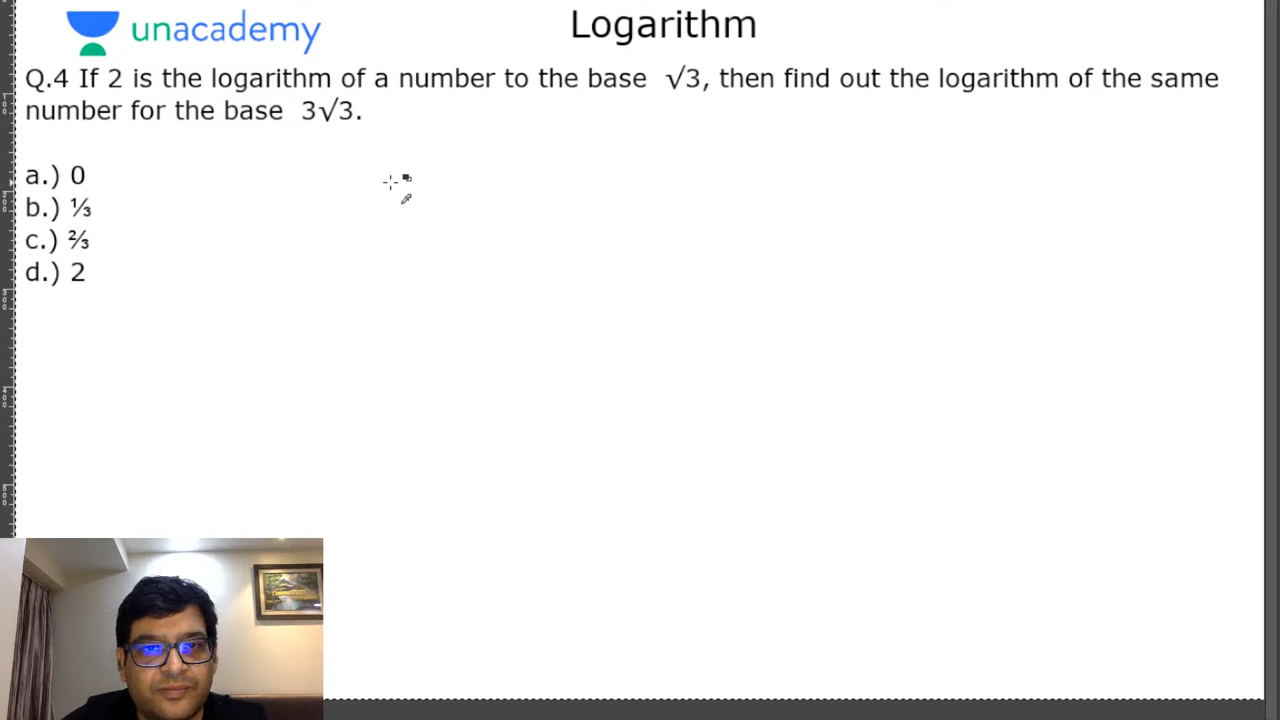 unacademy
Logarithm
Q.4 If 2 is the logarithm of a number to the base √3, then find out the logarithm of the same
number for the base 3√3.
a.) 0
b.) ⅓
c.) ⅔
d.) 2